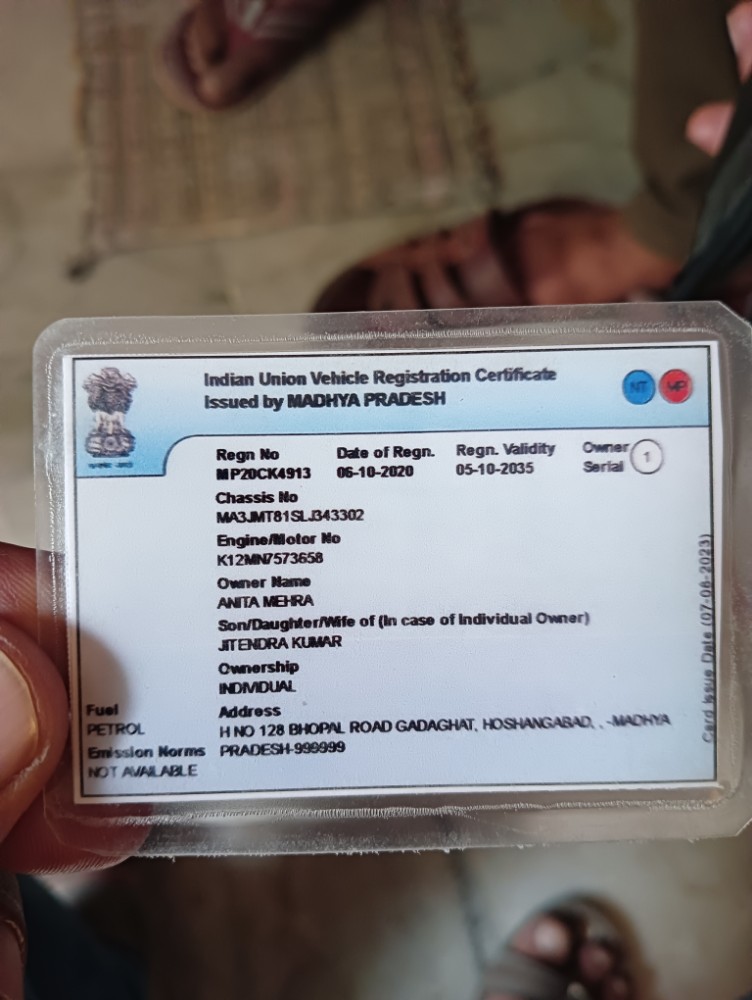 Indian Union Vehicle Registration Certificate
Issued by MADHYA PRADESH
NT MP
Regn No Date of Regn. Regn. Validity Owner Serial 1
MP20CK4913 06-10-2020 05-10-2035
Chassis No
MA3JMT81SLJ343302
Engine/Motor No
K12MN7573658
Owner Name
ANITA MEHRA
Son/Daughter/Wife of (In case of Individual Owner)
JITENDRA KUMAR
Ownership
INDIVIDUAL
Fuel
PETROL
Emission Norms
NOT AVAILABLE
Address
H NO 128 BHOPAL ROAD GADAGHAT, HOSHANGABAD, , -MADHYA
PRADESH-999999
Card Issue Date (07-08-2023)